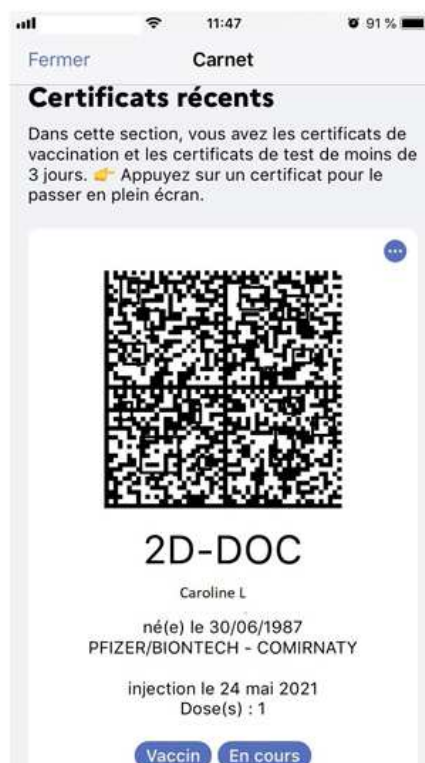 11:47
91 %
Fermer
Carnet
Certificats récents
Dans cette section, vous avez les certificats de
vaccination et les certificats de test de moins de
3 jours. 👉 Appuyez sur un certificat pour le
passer en plein écran.
2D-DOC
Caroline L
né(e) le 30/06/1987
PFIZER/BIONTECH - COMIRNATY
injection le 24 mai 2021
Dose(s) : 1
Vaccin
En cours